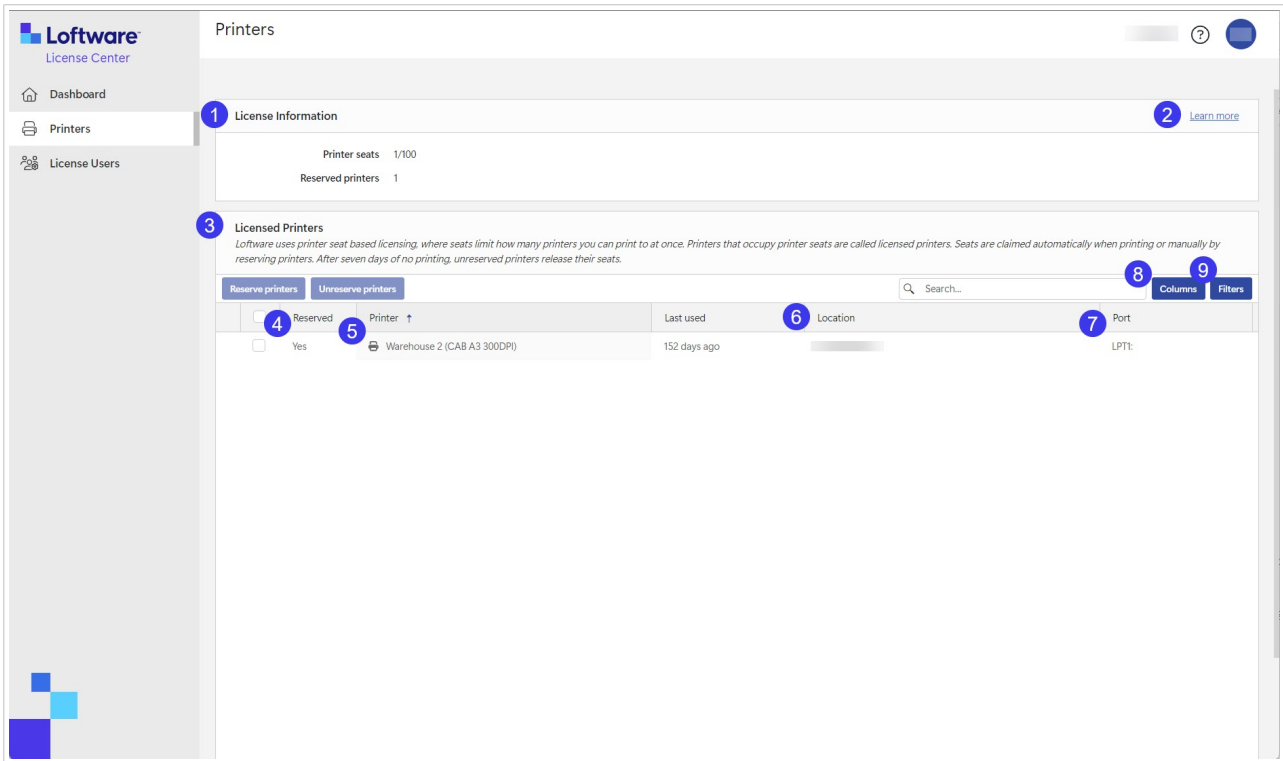 Loftware
License Center
Printers
?
Dashboard
Printers
License Users
1 License Information
2 Learn more
Printer seats 1/100
Reserved printers 1
3 Licensed Printers
Loftware uses printer seat based licensing, where seats limit how many printers you can print to at once. Printers that occupy printer seats are called licensed printers. Seats are claimed automatically when printing or manually by
reserving printers. After seven days of no printing, unreserved printers release their seats.
Reserve printers Unreserve printers Search... 8 Columns 9 Filters
4 Reserved 5 Printer ↑ Last used 6 Location 7 Port
Yes Warehouse 2 (CAB A3 300DPI) 152 days ago LPT1: